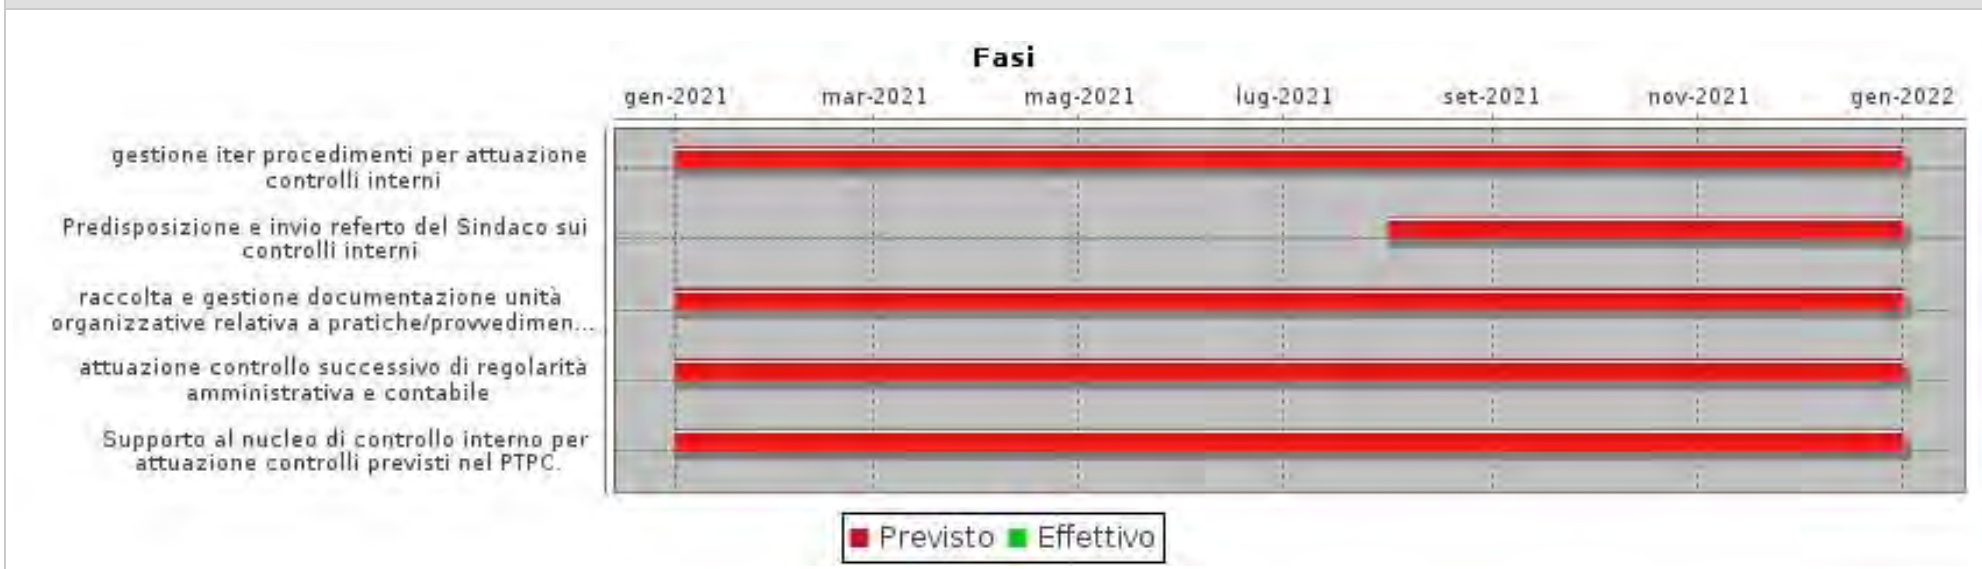 Fasi
gen-2021 mar-2021 mag-2021 lug-2021 set-2021 nov-2021 gen-2022
gestione iter procedimenti per attuazione
controlli interni
Predisposizione e invio referto del Sindaco sui
controlli interni
raccolta e gestione documentazione unità
organizzative relativa a pratiche/provvedimen...
attuazione controllo successivo di regolarità
amministrativa e contabile
Supporto al nucleo di controllo interno per
attuazione controlli previsti nel PTPC.
Previsto Effettivo